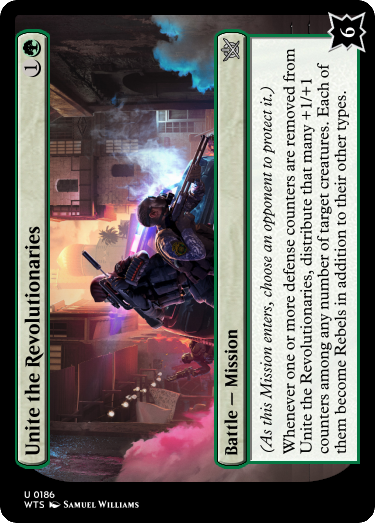 Unite the Revolutionaries
1
Battle — Mission
(As this Mission enters, choose an opponent to protect it.)
Whenever one or more defense counters are removed from
Unite the Revolutionaries, distribute that many +1/+1
counters among any number of target creatures. Each of
them become Rebels in addition to their other types.
6
U 0186
WTS Samuel Williams